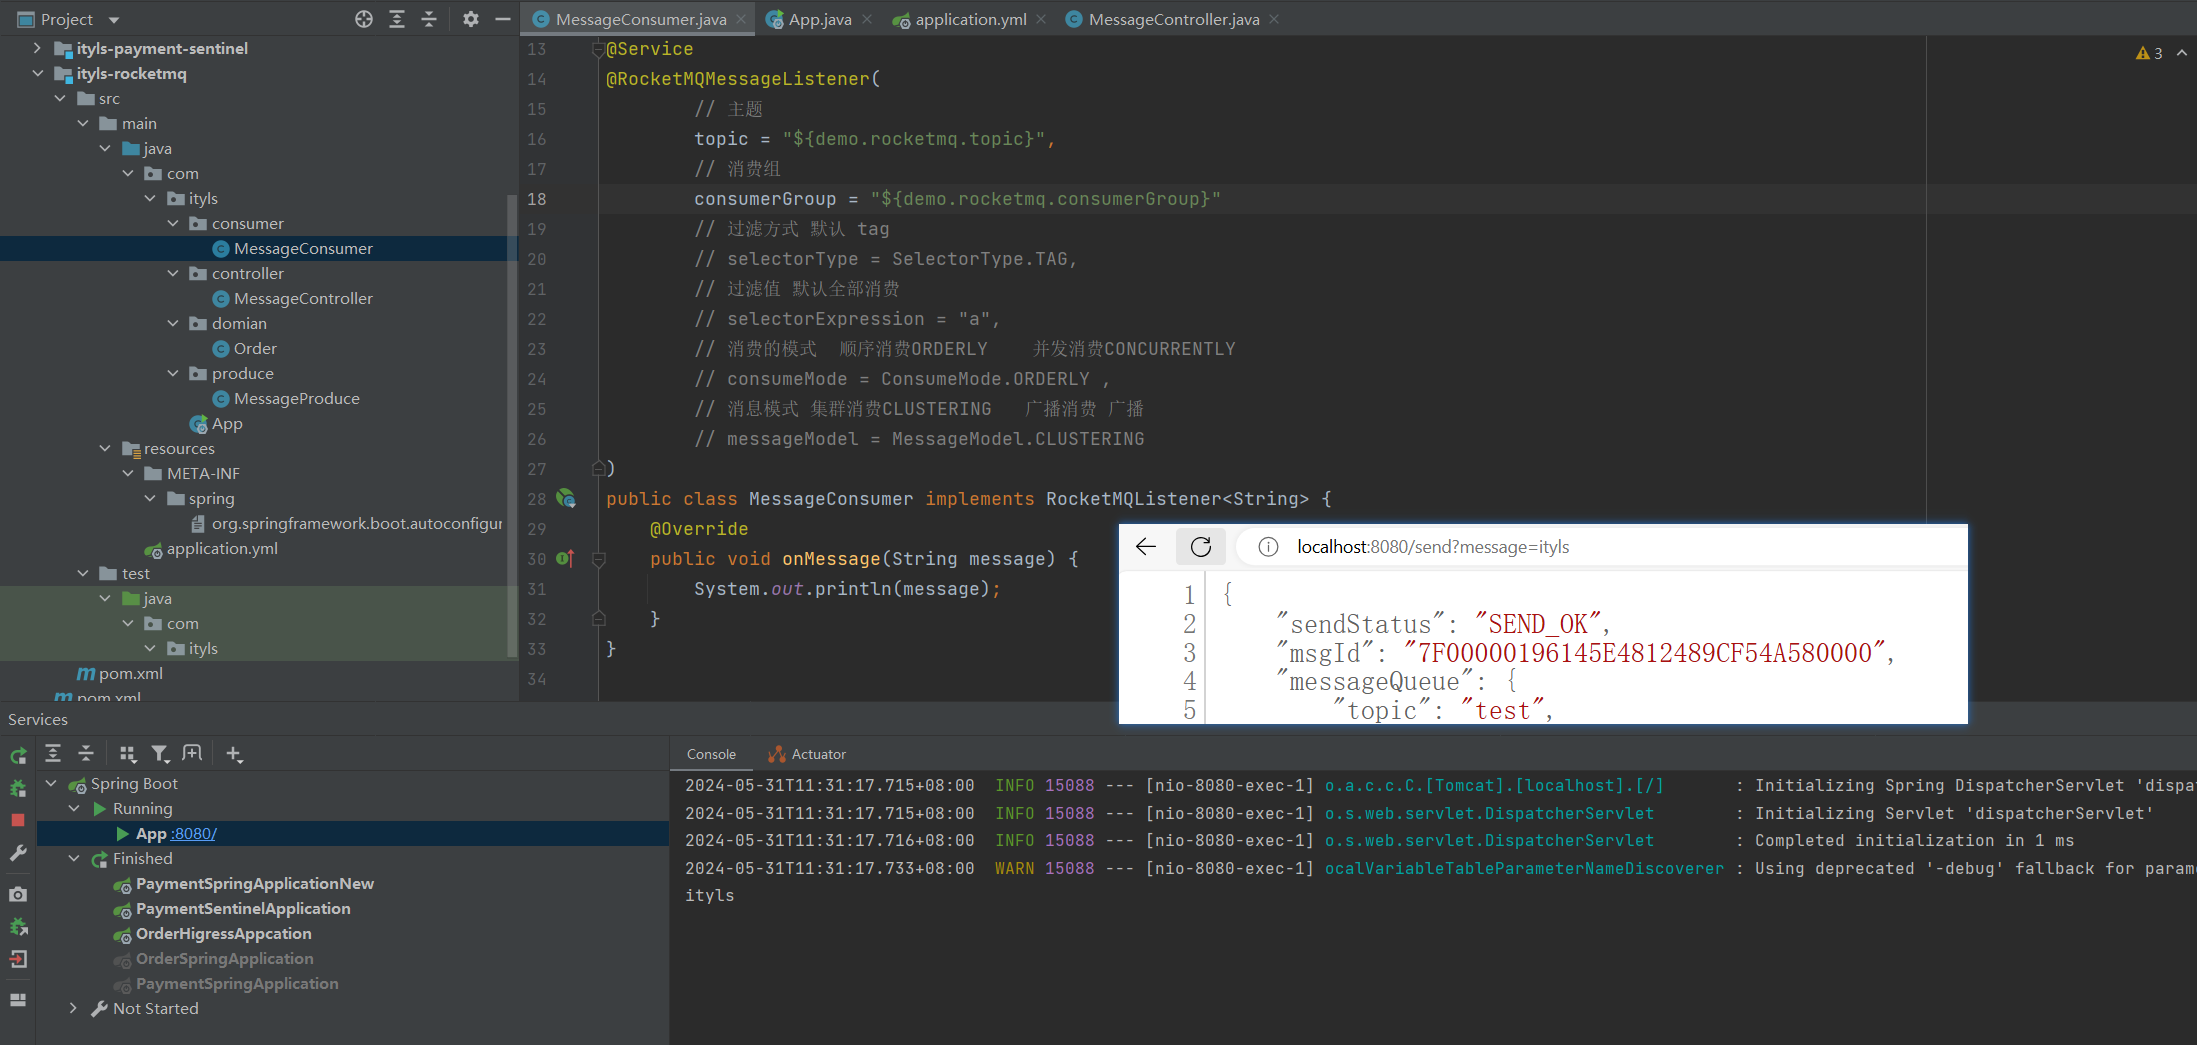 Project
ityls-payment-sentinel
ityls-rocketmq
src
main
java
com
ityls
consumer
MessageConsumer
controller
MessageController
domian
Order
produce
MessageProduce
App
resources
META-INF
spring
org.springframework.boot.autoconfigur
application.yml
test
java
com
ityls
pom.xml
pom.xml
MessageConsumer.java
App.java
application.yml
MessageController.java
3
13 @Service
14 @RocketMQMessageListener(
15 // 主题
16 topic = "${demo.rocketmq.topic}",
17 // 消费组
18 consumerGroup = "${demo.rocketmq.consumerGroup}"
19 // 过滤方式 默认 tag
20 // selectorType = SelectorType.TAG,
21 // 过滤值 默认全部消费
22 // selectorExpression = "a",
23 // 消费的模式 顺序消费ORDERLY 并发消费CONCURRENTLY
24 // consumeMode = ConsumeMode.ORDERLY ,
25 // 消息模式 集群消费CLUSTERING 广播消费 广播
26 // messageModel = MessageModel.CLUSTERING
27 )
28 public class MessageConsumer implements RocketMQListener<String> {
29 @Override
30 public void onMessage(String message) {
31 System.out.println(message);
32 }
33 }
34
localhost:8080/send?message=ityls
1 {
2 "sendStatus": "SEND_OK",
3 "msgId": "7F00000196145E4812489CF54A580000",
4 "messageQueue": {
5 "topic": "test",
Services
Spring Boot
Running
App :8080/
Finished
PaymentSpringApplicationNew
PaymentSentinelApplication
OrderHigressAppcation
OrderSpringApplication
PaymentSpringApplication
Not Started
Console
Actuator
2024-05-31T11:31:17.715+08:00 INFO 15088 --- [nio-8080-exec-1] o.a.c.c.C.[Tomcat].[localhost].[/] : Initializing Spring DispatcherServlet 'dispat
2024-05-31T11:31:17.715+08:00 INFO 15088 --- [nio-8080-exec-1] o.s.web.servlet.DispatcherServlet : Initializing Servlet 'dispatcherServlet'
2024-05-31T11:31:17.716+08:00 INFO 15088 --- [nio-8080-exec-1] o.s.web.servlet.DispatcherServlet : Completed initialization in 1 ms
2024-05-31T11:31:17.733+08:00 WARN 15088 --- [nio-8080-exec-1] ocalVariableTableParameterNameDiscoverer : Using deprecated '-debug' fallback for parame
ityls